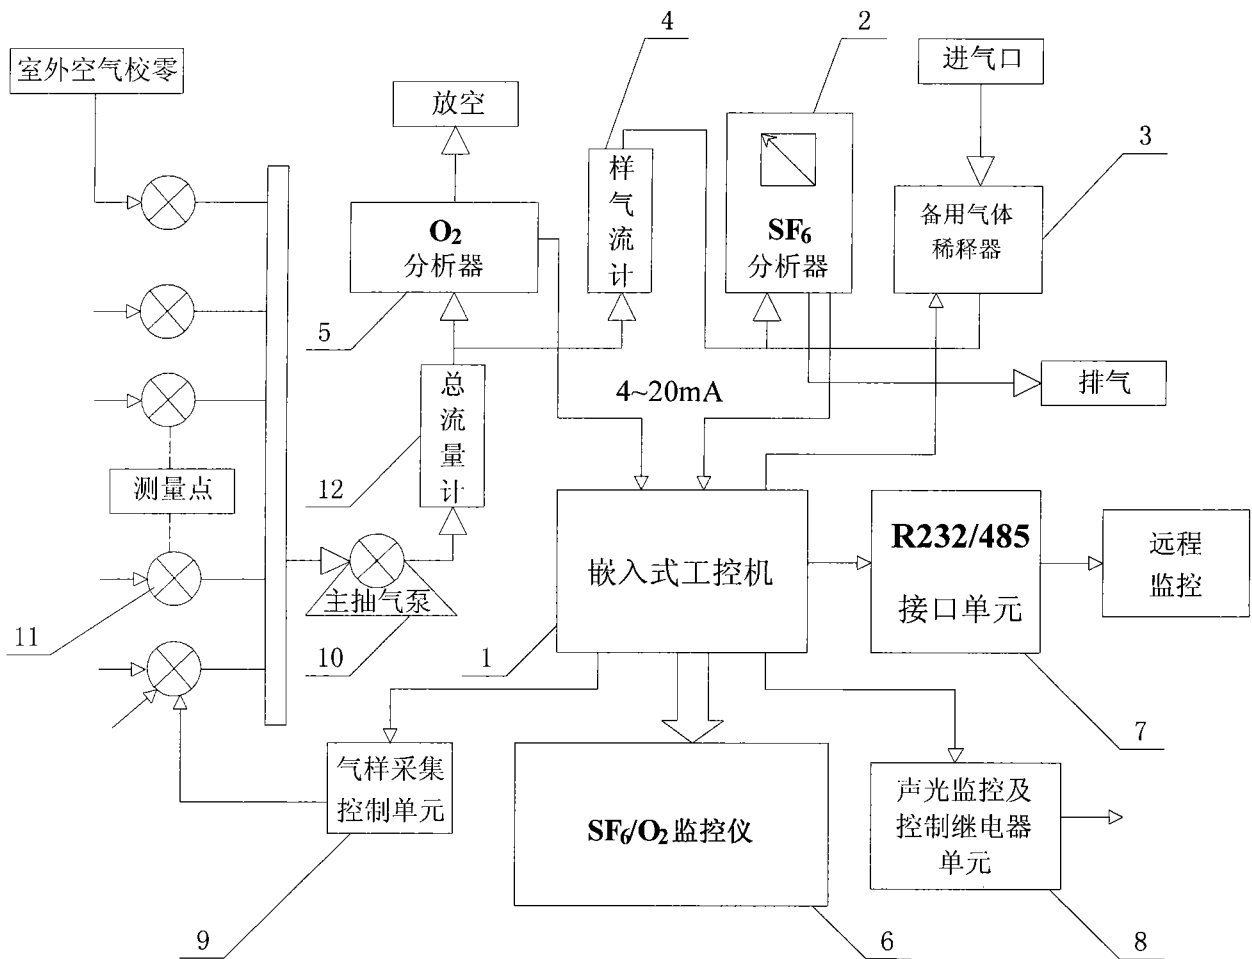 4
2
室外空气校零
放空
进气口
3
样
气
流
计
O₂
分析器
SF₆
分析器
备用气体
稀释器
5
总
流
量
计
4~20mA
排气
测量点
12
嵌入式工控机
R232/485
接口单元
远程
监控
主抽气泵
11
10
1
7
气样采集
控制单元
SF₆/O₂监控仪
声光监控及
控制继电器
单元
9
6
8